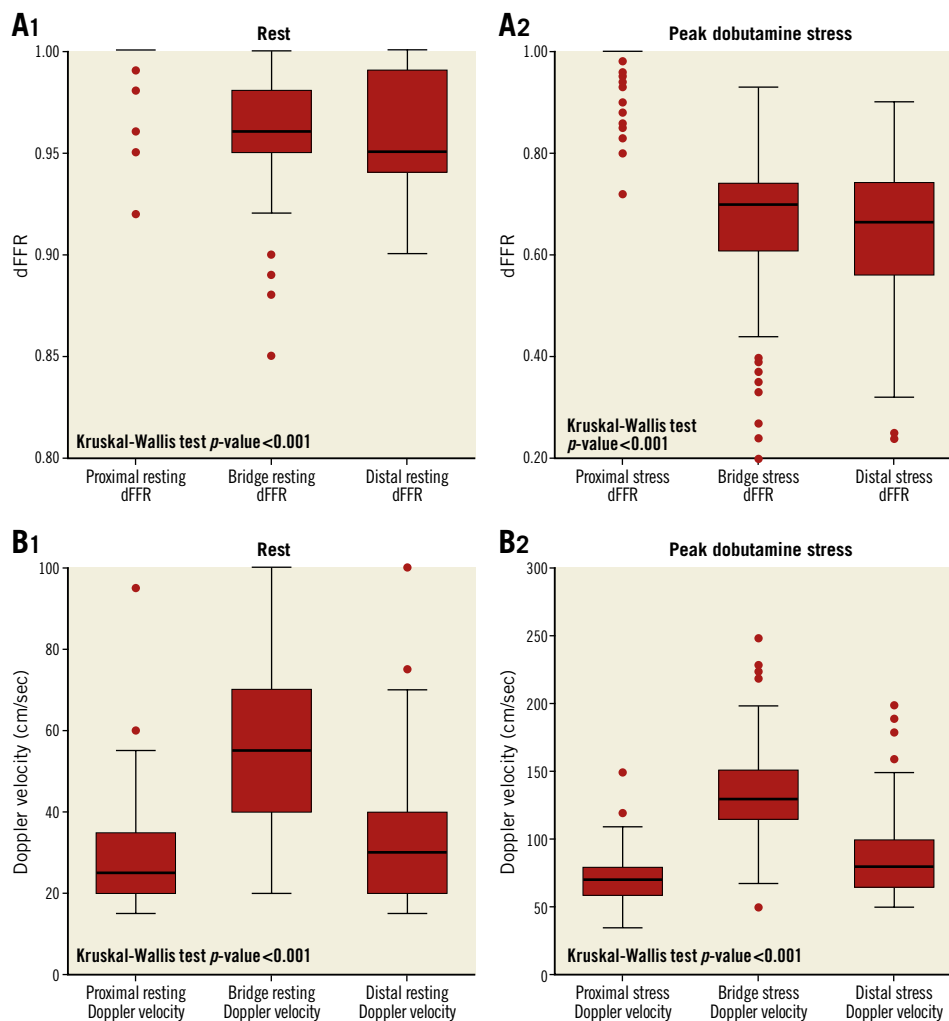 A1
Rest
1.00
0.95
0.90
0.85
0.80
dFFR
Kruskal-Wallis test p-value<0.001
Proximal resting
dFFR
Bridge resting
dFFR
Distal resting
dFFR
A2
Peak dobutamine stress
1.00
0.80
0.60
0.40
0.20
dFFR
Kruskal-Wallis test
p-value<0.001
Proximal stress
dFFR
Bridge stress
dFFR
Distal stress
dFFR
B1
Rest
100
80
60
40
20
0
Doppler velocity (cm/sec)
Kruskal-Wallis test p-value<0.001
Proximal resting
Doppler velocity
Bridge resting
Doppler velocity
Distal resting
Doppler velocity
B2
Peak dobutamine stress
300
250
200
150
100
50
0
Doppler velocity (cm/sec)
Kruskal-Wallis test p-value<0.001
Proximal stress
Doppler velocity
Bridge stress
Doppler velocity
Distal stress
Doppler velocity